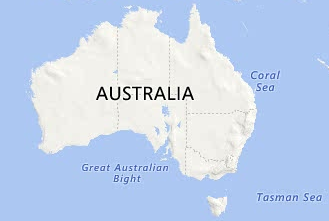 Coral
Sea
AUSTRALIA
Great Australian
Bight
Tasman Sea